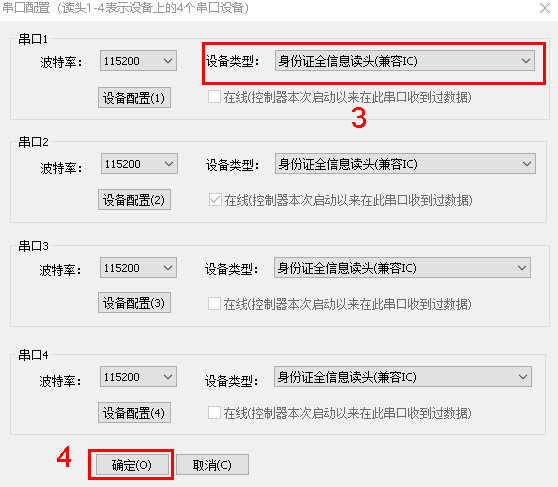 串口配置（读头1-4表示设备上的4个串口设备）
串口1
波特率： 115200 设备类型： 身份证全信息读头(兼容IC)
设备配置(1) 在线(控制器本次启动以来在此串口收到过数据)
3
串口2
波特率： 115200 设备类型： 身份证全信息读头(兼容IC)
设备配置(2) 在线(控制器本次启动以来在此串口收到过数据)
串口3
波特率： 115200 设备类型： 身份证全信息读头(兼容IC)
设备配置(3) 在线(控制器本次启动以来在此串口收到过数据)
串口4
波特率： 115200 设备类型： 身份证全信息读头(兼容IC)
设备配置(4) 在线(控制器本次启动以来在此串口收到过数据)
4 确定(O) 取消(C)